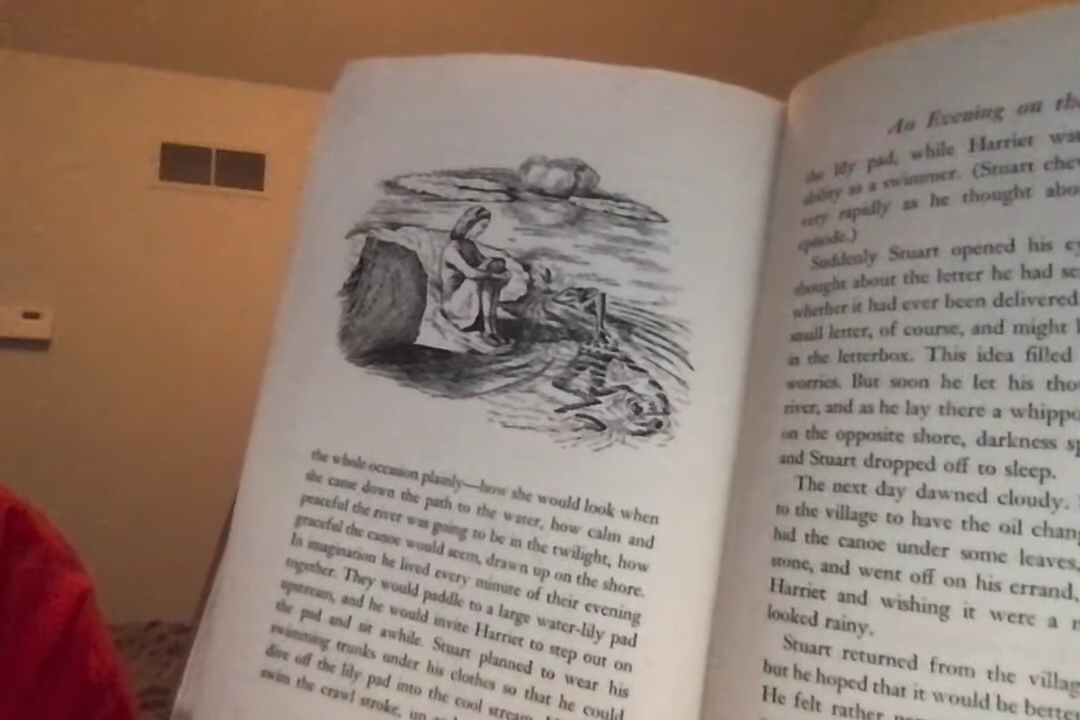 the whole occasion plainly—how she would look when
she came down the path to the water, how calm and
peaceful the river was going to be in the twilight, how
graceful the canoe would seem, drawn up on the shore.
In imagination he lived every minute of their evening
together. They would paddle to a large water-lily pad
upstream, and he would invite Harriet to step out on
the pad and sit awhile. Stuart planned to wear his
swimming trunks under his clothes so that he could
dive off the lily pad into the cool stream.
swim the crawl stroke, up
An Evening on the
the lily pad, while Harriet
ability as a swimmer. (Stuart
very rapidly as he thought
episode.)
Suddenly Stuart opened his
thought about the letter he had
whether it had ever been delivered
small letter, of course, and might
in the letterbox. This idea filled
worries. But soon he let his
river, and as he lay there a
on the opposite shore, darkness
and Stuart dropped off to sleep.
The next day dawned cloudy.
to the village to have the oil
hid the canoe under some leaves,
stone, and went off on his errand,
Harriet and wishing it were a
looked rainy.
Stuart returned from the
but he hoped that it would be
He felt rather